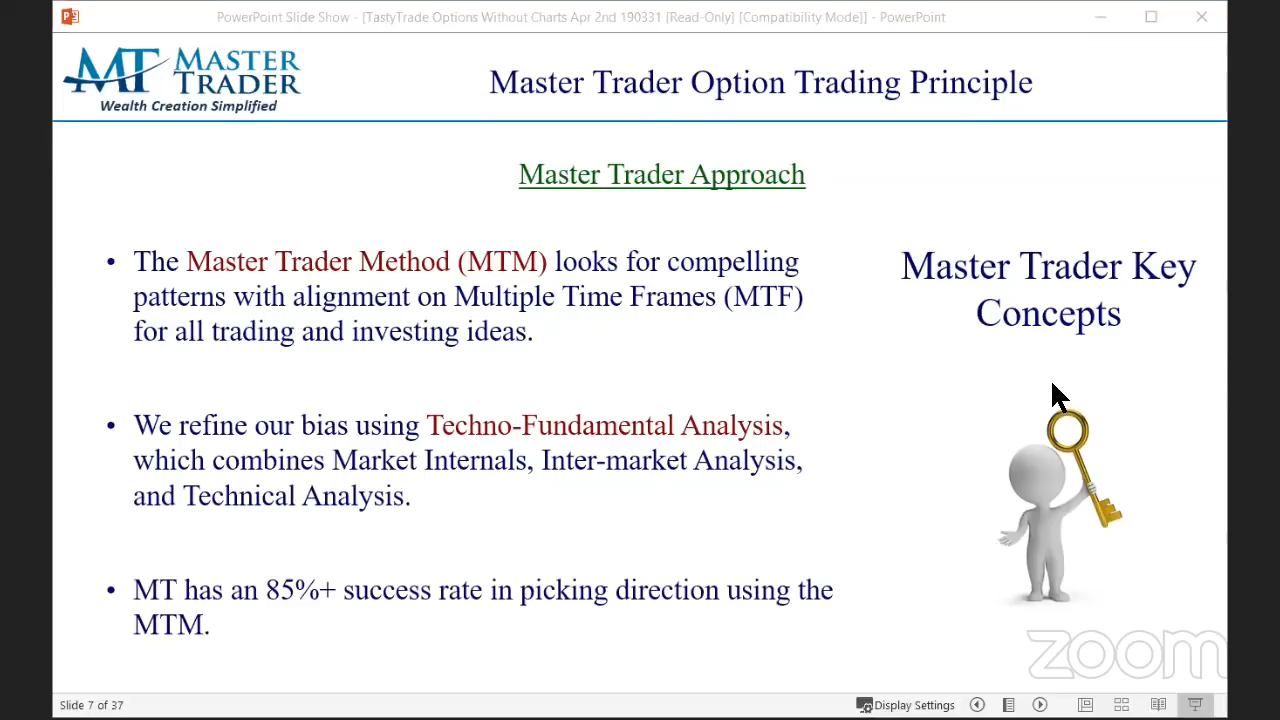 PowerPoint Slide Show - [TastyTrade Options Without Charts Apr 2nd 190331 [Read-Only] [Compatibility Mode]] - PowerPoint
MT MASTER
TRADER
Wealth Creation Simplified
Master Trader Option Trading Principle
Master Trader Approach
• The Master Trader Method (MTM) looks for compelling
patterns with alignment on Multiple Time Frames (MTF)
for all trading and investing ideas.
• We refine our bias using Techno-Fundamental Analysis,
which combines Market Internals, Inter-market Analysis,
and Technical Analysis.
• MT has an 85%+ success rate in picking direction using the
MTM.
Master Trader Key
Concepts
zoom
Slide 7 of 37
Display Settings